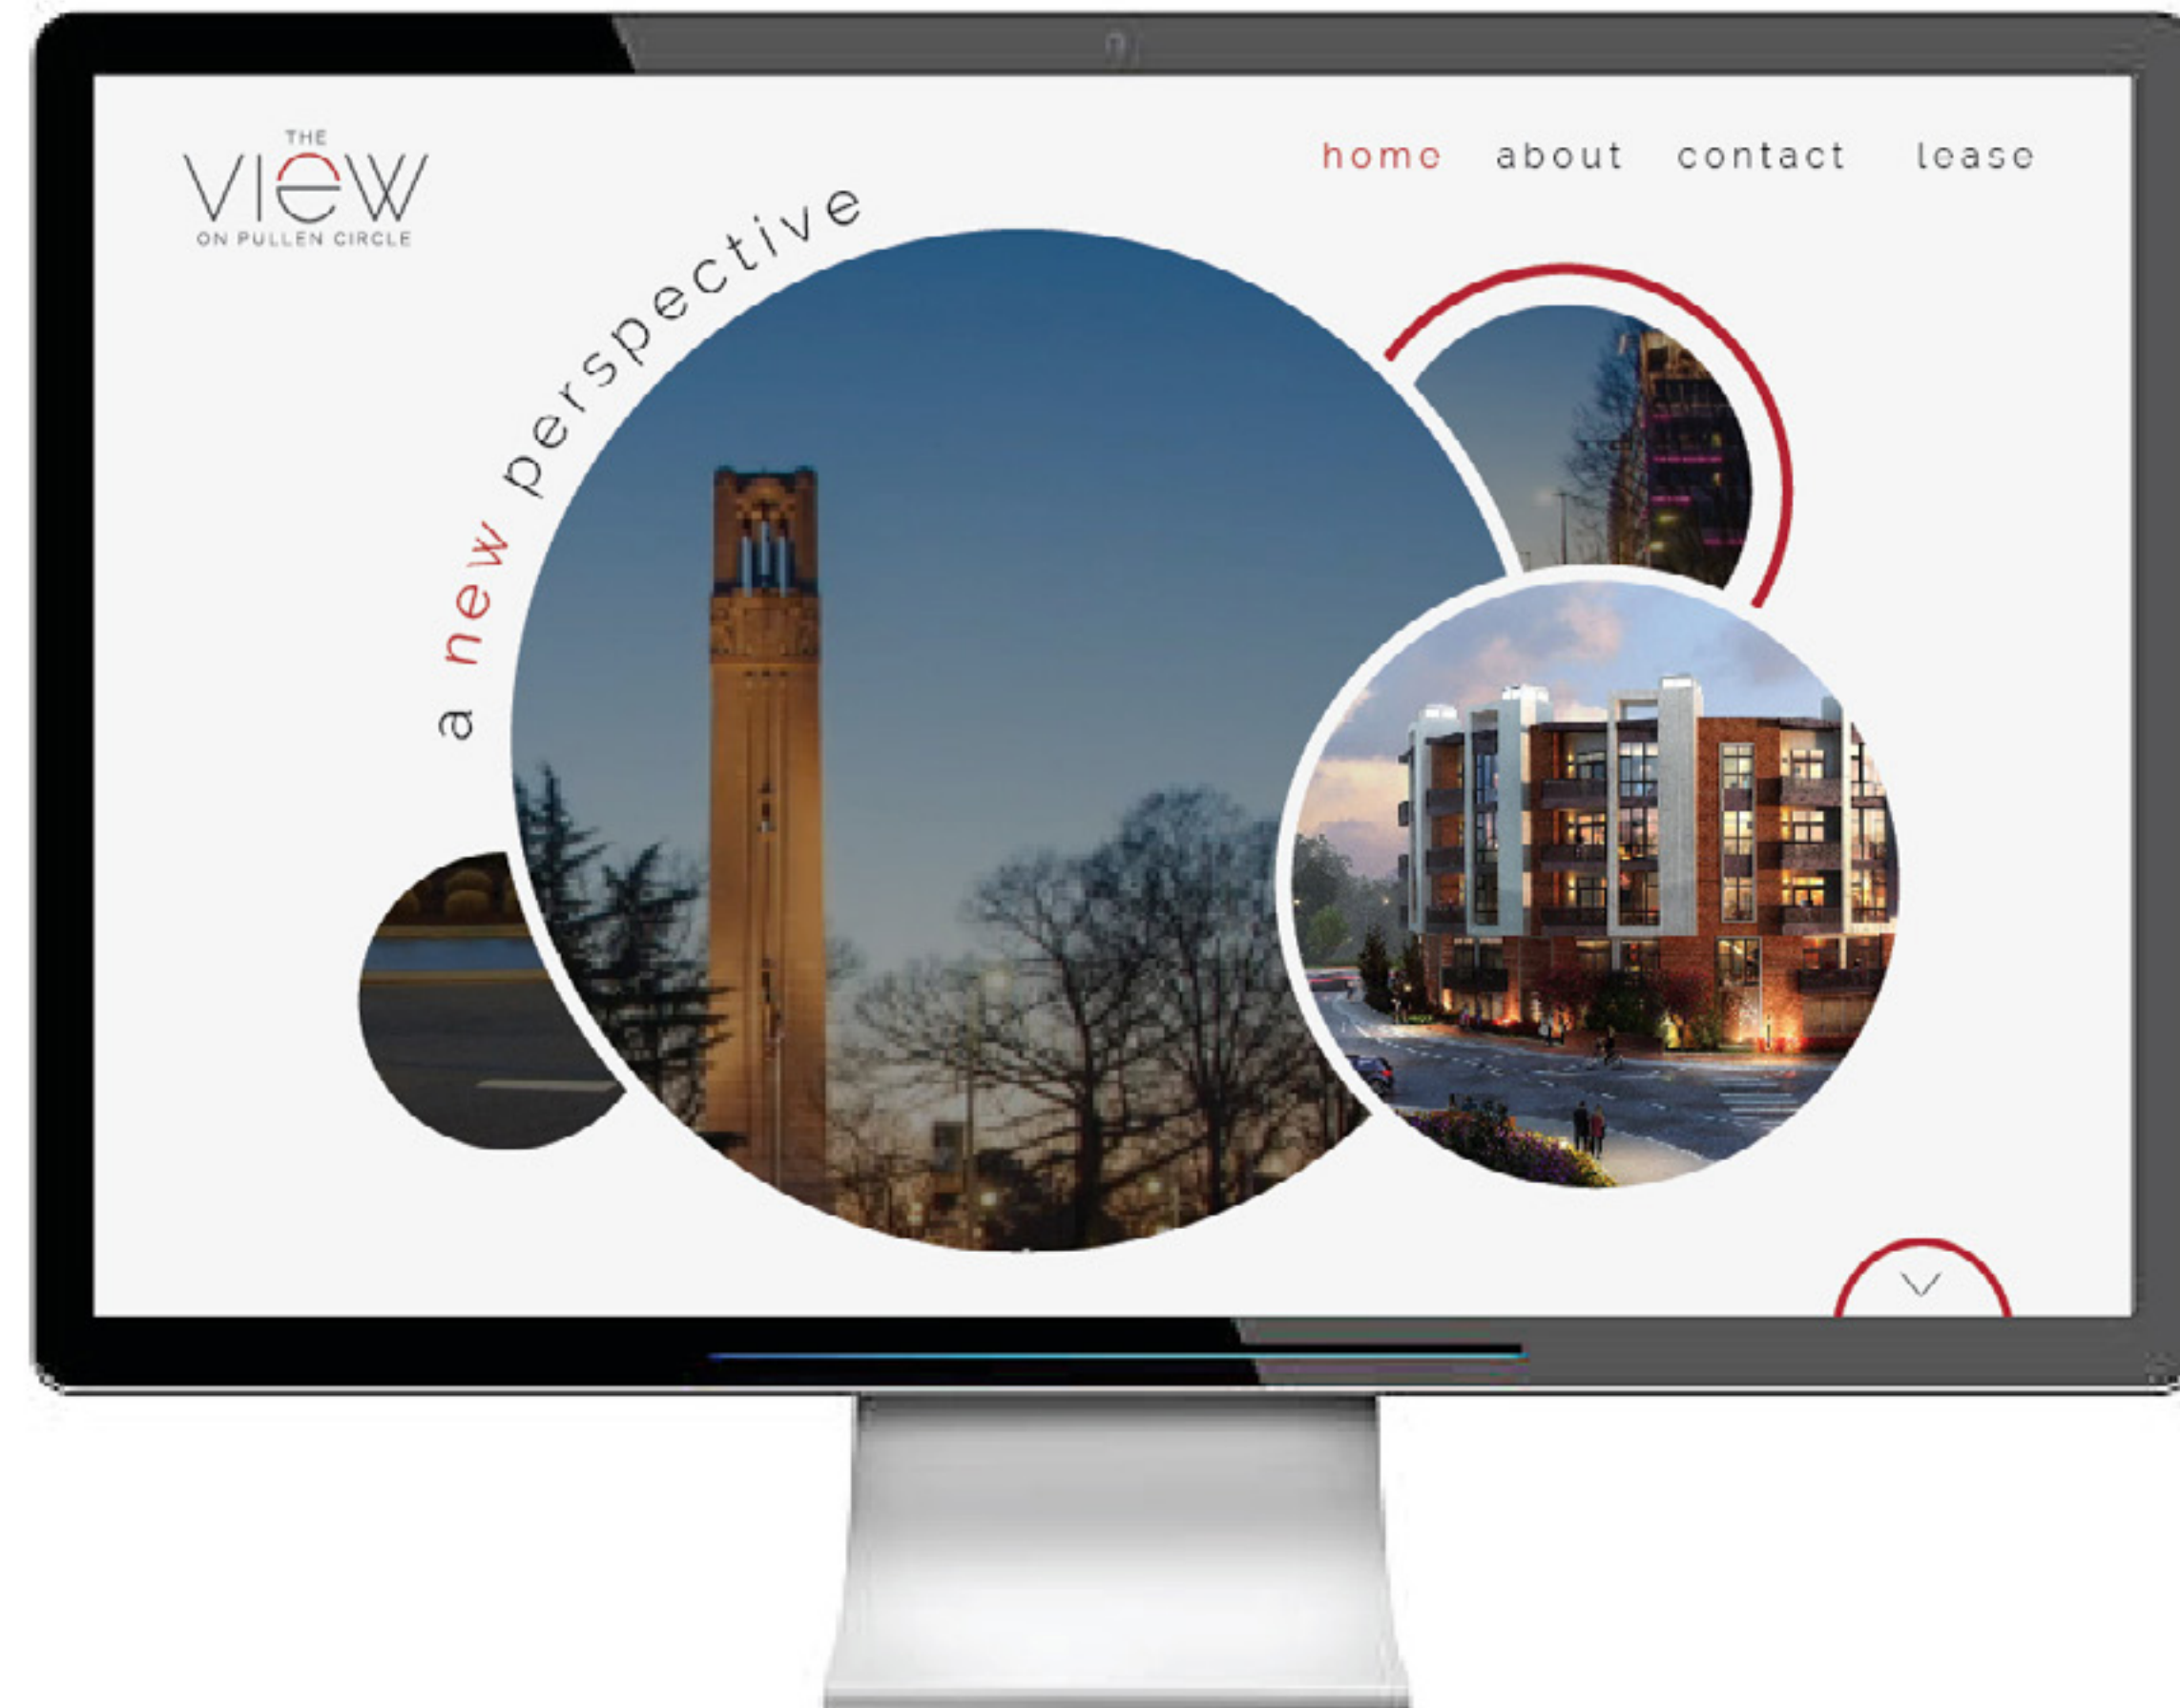 THE
VIeW
ON PULLEN CIRCLE
home about contact lease
a new perspective